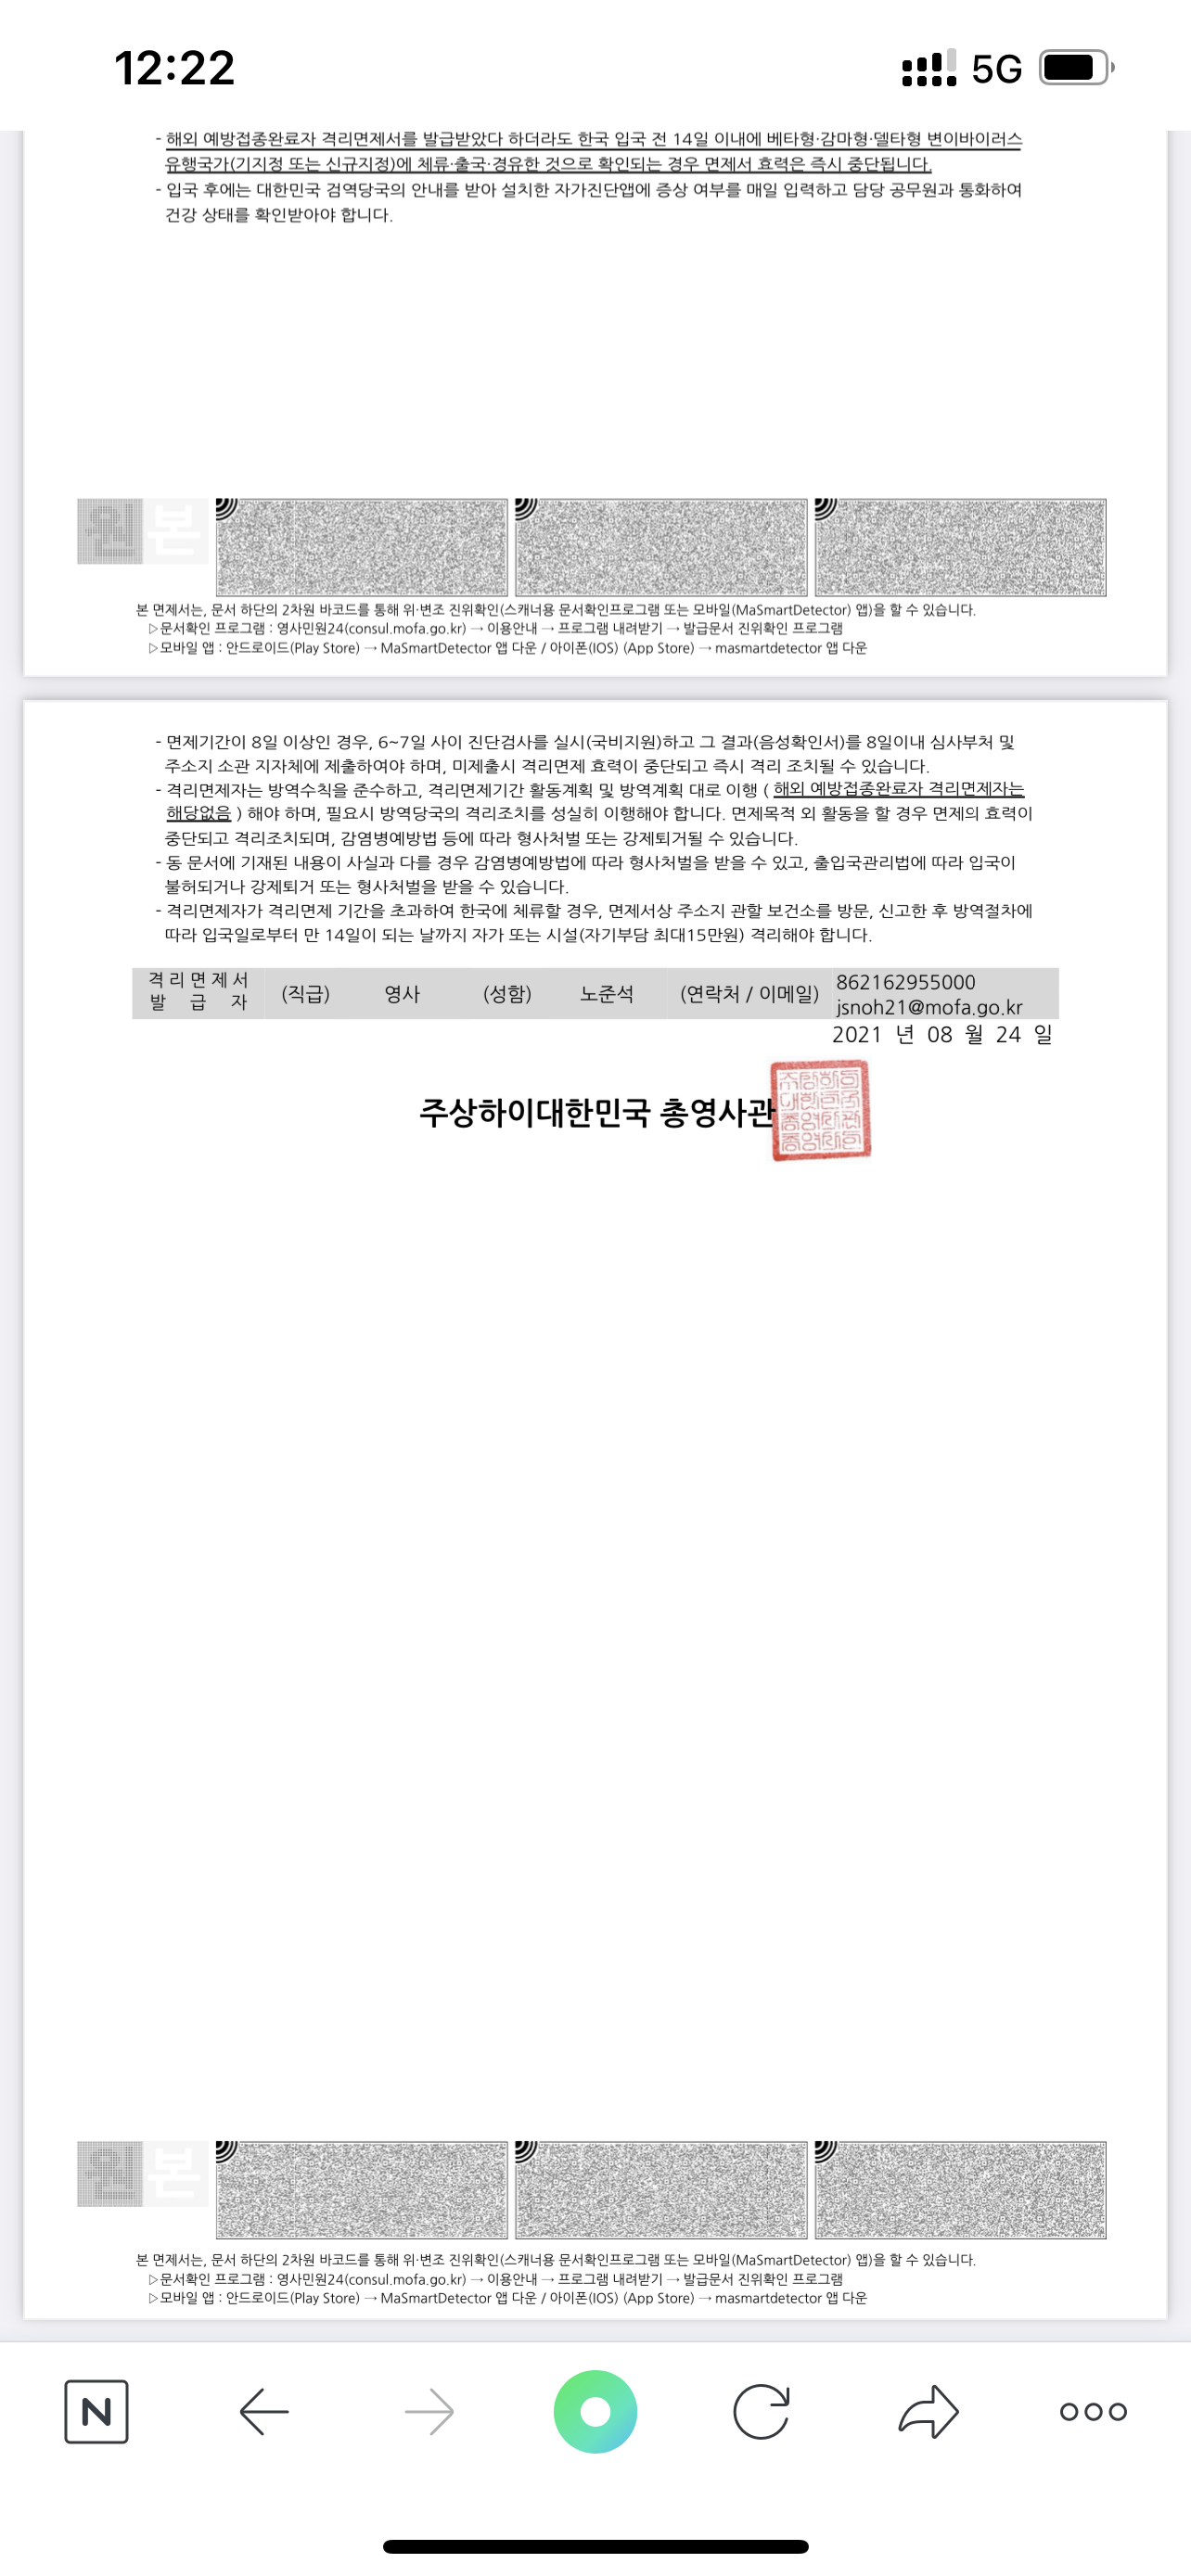 12:22
5G
- 해외 예방접종완료자 격리면제서를 발급받았다 하더라도 한국 입국 전 14일 이내에 베타형·감마형·델타형 변이바이러스
유행국가(기지정 또는 신규지정)에 체류·출국·경유한 것으로 확인되는 경우 면제서 효력은 즉시 중단됩니다.
- 입국 후에는 대한민국 검역당국의 안내를 받아 설치한 자가진단앱에 증상 여부를 매일 입력하고 담당 공무원과 통화하여
건강 상태를 확인받아야 합니다.
원본
본 면제서는, 문서 하단의 2차원 바코드를 통해 위·변조 진위확인(스캐너용 문서확인프로그램 또는 모바일(MaSmartDetector) 앱)을 할 수 있습니다.
▷문서확인 프로그램 : 영사민원24(consul.mofa.go.kr) → 이용안내 → 프로그램 내려받기 → 발급문서 진위확인 프로그램
▷모바일 앱 : 안드로이드(Play Store) → MaSmartDetector 앱 다운 / 아이폰(IOS) (App Store) → masmartdetector 앱 다운
- 면제기간이 8일 이상인 경우, 6~7일 사이 진단검사를 실시(국비지원)하고 그 결과(음성확인서)를 8일이내 심사부처 및
주소지 소관 지자체에 제출하여야 하며, 미제출시 격리면제 효력이 중단되고 즉시 격리 조치될 수 있습니다.
- 격리면제자는 방역수칙을 준수하고, 격리면제기간 활동계획 및 방역계획 대로 이행 ( 해외 예방접종완료자 격리면제자는
해당없음 ) 해야 하며, 필요시 방역당국의 격리조치를 성실히 이행해야 합니다. 면제목적 외 활동을 할 경우 면제의 효력이
중단되고 격리조치되며, 감염병예방법 등에 따라 형사처벌 또는 강제퇴거될 수 있습니다.
- 동 문서에 기재된 내용이 사실과 다를 경우 감염병예방법에 따라 형사처벌을 받을 수 있고, 출입국관리법에 따라 입국이
불허되거나 강제퇴거 또는 형사처벌을 받을 수 있습니다.
- 격리면제자가 격리면제 기간을 초과하여 한국에 체류할 경우, 면제서상 주소지 관할 보건소를 방문, 신고한 후 방역절차에
따라 입국일로부터 만 14일이 되는 날까지 자가 또는 시설(자기부담 최대15만원) 격리해야 합니다.
격 리 면 제 서
발 급 자 (직급) 영사 (성함) 노준석 (연락처 / 이메일) 862162955000
jsnoh21@mofa.go.kr
2021 년 08 월 24 일
주상하이대한민국 총영사관
원본
본 면제서는, 문서 하단의 2차원 바코드를 통해 위·변조 진위확인(스캐너용 문서확인프로그램 또는 모바일(MaSmartDetector) 앱)을 할 수 있습니다.
▷문서확인 프로그램 : 영사민원24(consul.mofa.go.kr) → 이용안내 → 프로그램 내려받기 → 발급문서 진위확인 프로그램
▷모바일 앱 : 안드로이드(Play Store) → MaSmartDetector 앱 다운 / 아이폰(IOS) (App Store) → masmartdetector 앱 다운
N